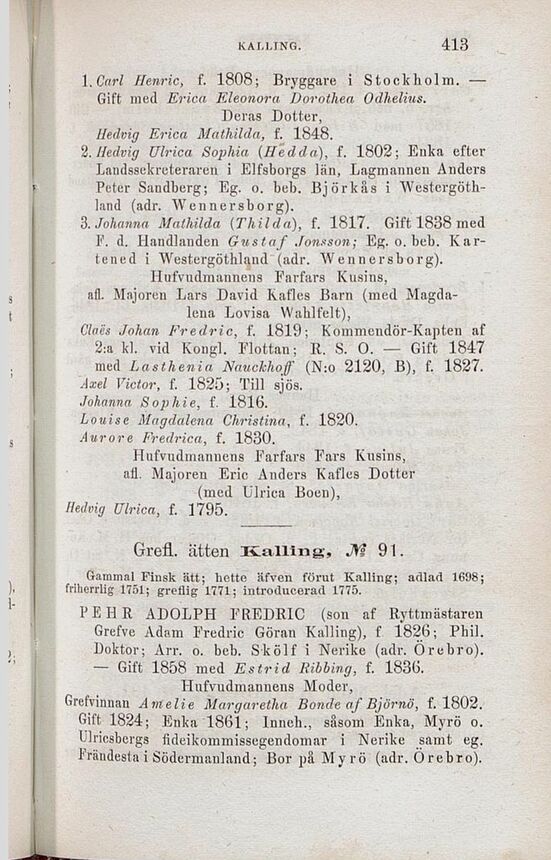 KALLING. 413
1. Carl Henric, f. 1808; Bryggare i Stockholm. —
Gift med Erica Eleonora Dorothea Odhelius.
Deras Dotter,
Hedvig Erica Mathilda, f. 1848.
2. Hedvig Ulrica Sophia (Hedda), f. 1802; Enka efter
Landssekreteraren i Elfsborgs län, Lagmannen Anders
Peter Sandberg; Eg. o. beb. Björkås i Westergöth-
land (adr. Wennersborg).
3. Johanna Mathilda (Thilda), f. 1817. Gift 1838 med
F. d. Handlanden Gustaf Jonsson; Eg. o. beb. Kar-
tened i Westergöthland (adr. Wennersborg).
Hufvudmannens Farfars Kusins,
afl. Majoren Lars David Kafles Barn (med Magda-
lena Lovisa Wahlfelt),
Claës Johan Fredric, f. 1819; Kommendör-Kapten af
2:a kl. vid Kongl. Flottan; R. S. O. — Gift 1847
med Lasthenia Nauckhoff (N:o 2120, B), f. 1827.
Axel Victor, f. 1825; Till sjös.
Johanna Sophie, f. 1816.
Louise Magdalena Christina, f. 1820.
Aurore Fredrica, f. 1830.
Hufvudmannens Farfars Fars Kusins,
afl. Majoren Eric Anders Kafles Dotter
(med Ulrica Boen),
Hedvig Ulrica, f. 1795.
Grefl. ätten Kalling, № 91.
Gammal Finsk ätt; hette äfven förut Kalling; adlad 1698;
friherrlig 1751; greflig 1771; introducerad 1775.
PEHR ADOLPH FREDRIC (son af Ryttmästaren
Grefve Adam Fredric Göran Kalling), f. 1826; Phil.
Doktor; Arr. o. beb. Skölf i Nerike (adr. Örebro).
— Gift 1858 med Estrid Ribbing, f. 1836.
Hufvudmannens Moder,
Grefvinnan Amelie Margaretha Bonde af Björnö, f. 1802.
Gift 1824; Enka 1861; Inneh., såsom Enka, Myrö o.
Ulricsbergs fideikommissegendomar i Nerike samt eg.
Frändesta i Södermanland; Bor på Myrö (adr. Örebro).